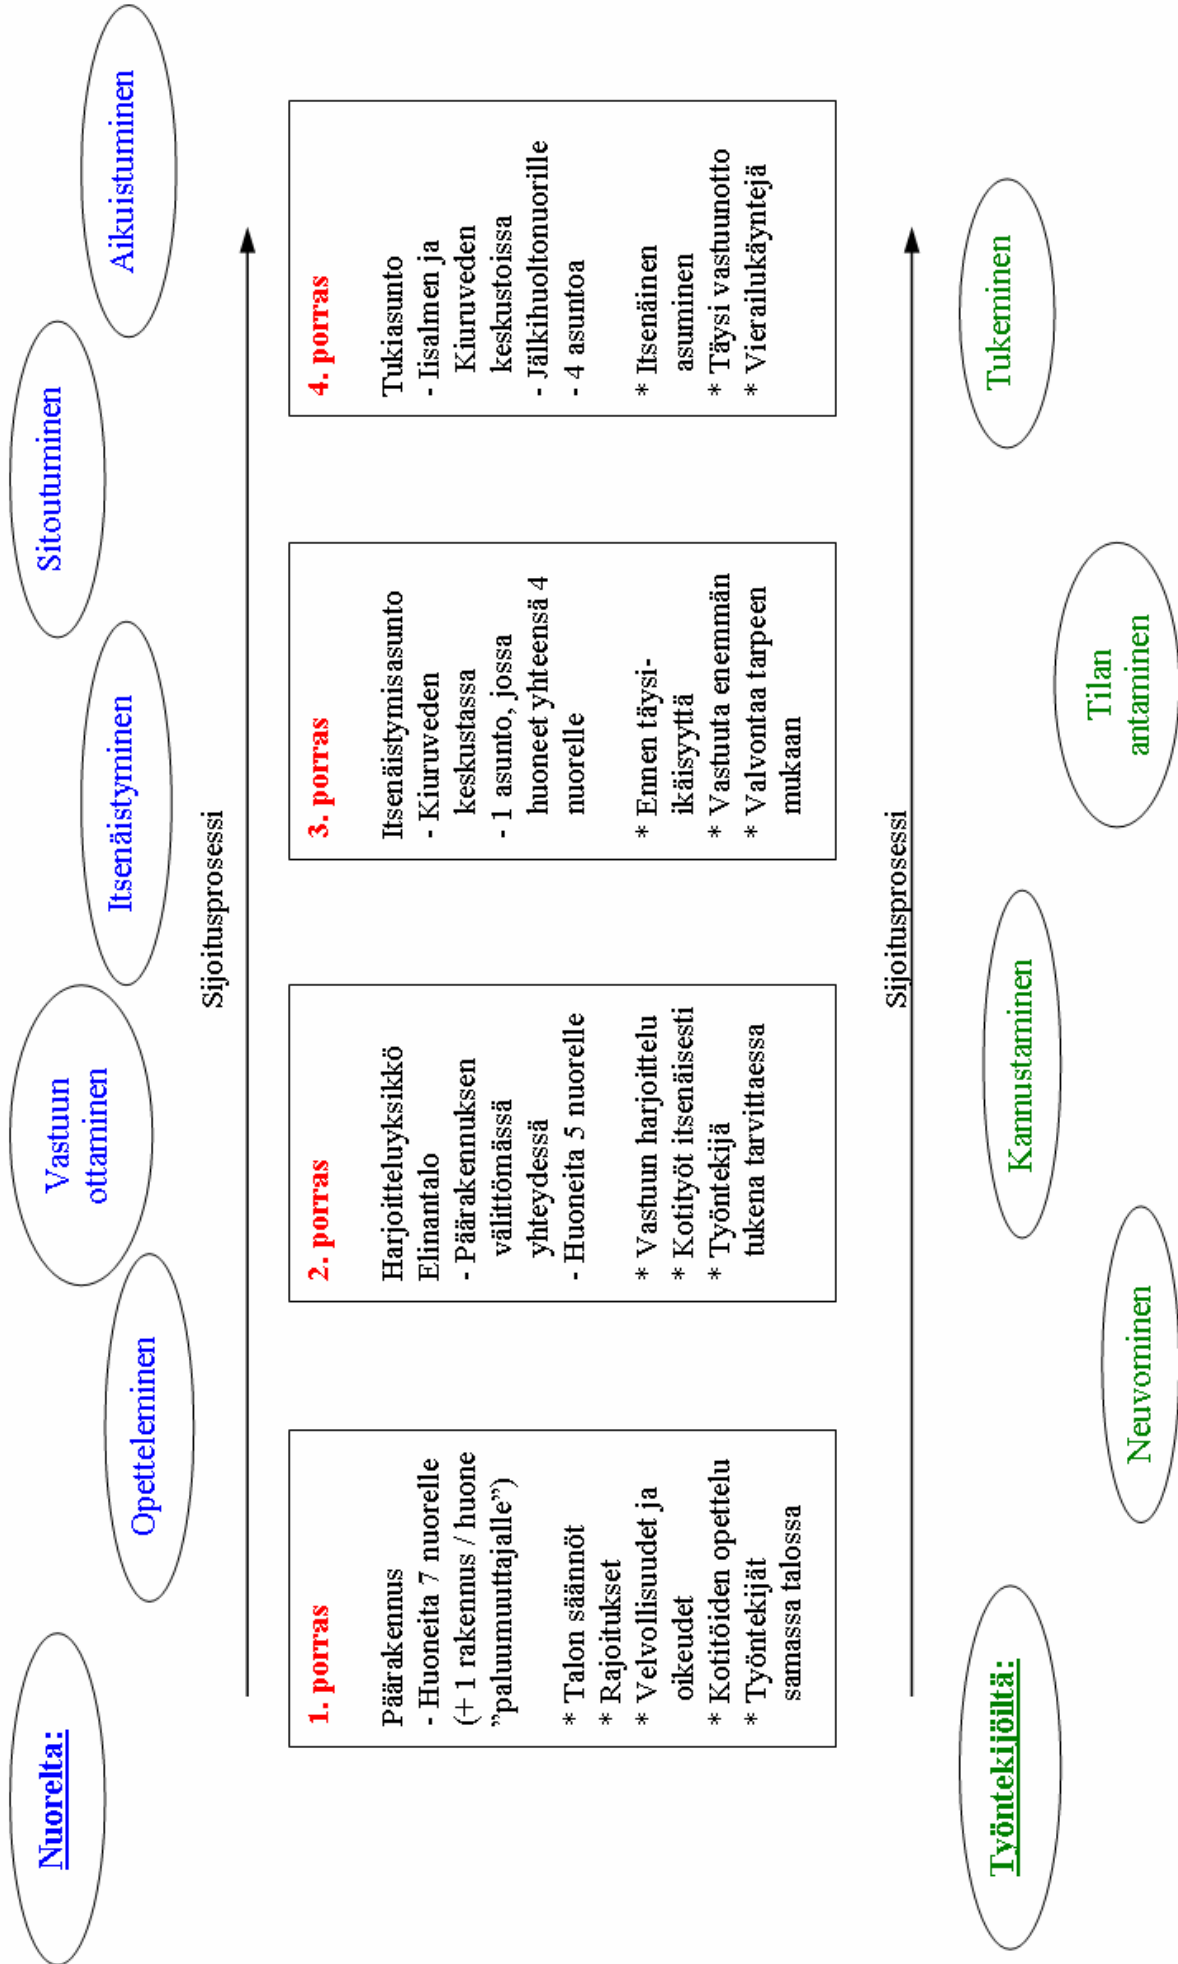 Nuorelta:
Opetteleminen
Vastuun
ottaminen
Itsenäistyminen
Sitoutuminen
Aikuistuminen
Sijoitusprosessi
1. porras
Päärakennus
- Huoneita 7 nuorelle
(+ 1 rakennus / huone
”paluumuuttajalle”)
* Talon säännöt
* Rajoitukset
* Velvollisuudet ja
oikeudet
* Kotitöiden opettelu
* Työntekijät
samassa talossa
2. porras
Harjoitteluyksikkö
Elinantalo
- Päärakennuksen
välittömässä
yhteydessä
- Huoneita 5 nuorelle
* Vastuun harjoittelu
* Kotityöt itsenäisesti
* Työntekijä
tukena tarvittaessa
3. porras
Itsenäistymisasunto
- Kiuruveden
keskustassa
- 1 asunto, jossa
huoneet yhteensä 4
nuorelle
* Ennen täysi-
ikäisyyttä
* Vastuuta enemmän
* Valvontaa tarpeen
mukaan
4. porras
Tukiasunto
- Iisalmen ja
Kiuruveden
keskustoissa
- Jälkihuoltonuorille
- 4 asuntoa
* Itsenäinen
asuminen
* Täysi vastuunotto
* Vierailukäyntejä
Sijoitusprosessi
Työntekijöiltä:
Neuvominen
Kannustaminen
Tilan
antaminen
Tukeminen